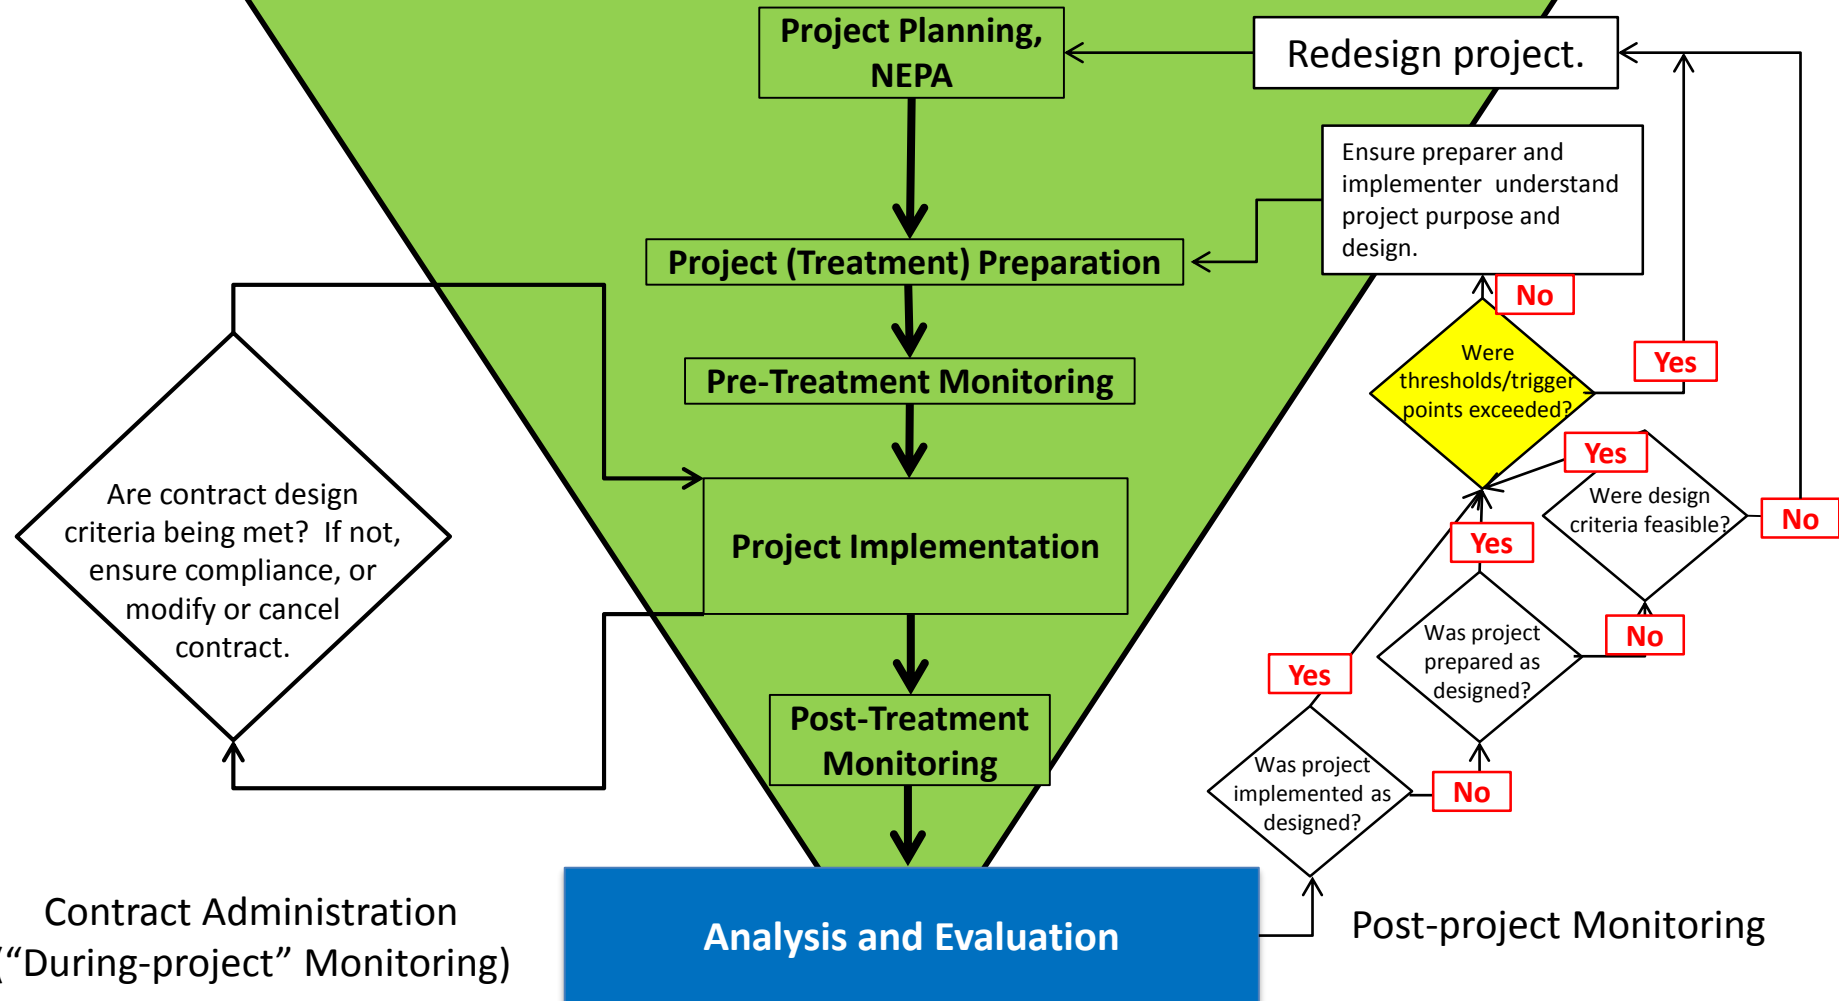 Project Planning,
NEPA
Redesign project.
Ensure preparer and
implementer understand
project purpose and
design.
Project (Treatment) Preparation
No
Were
thresholds/trigger
points exceeded?
Yes
Pre-Treatment Monitoring
Yes
Were design
criteria feasible?
No
Are contract design
criteria being met? If not,
ensure compliance, or
modify or cancel
contract.
Project Implementation
Yes
Was project
prepared as
designed?
No
Yes
Post-Treatment
Monitoring
Was project
implemented as
designed?
No
Contract Administration
(“During-project” Monitoring)
Analysis and Evaluation
Post-project Monitoring